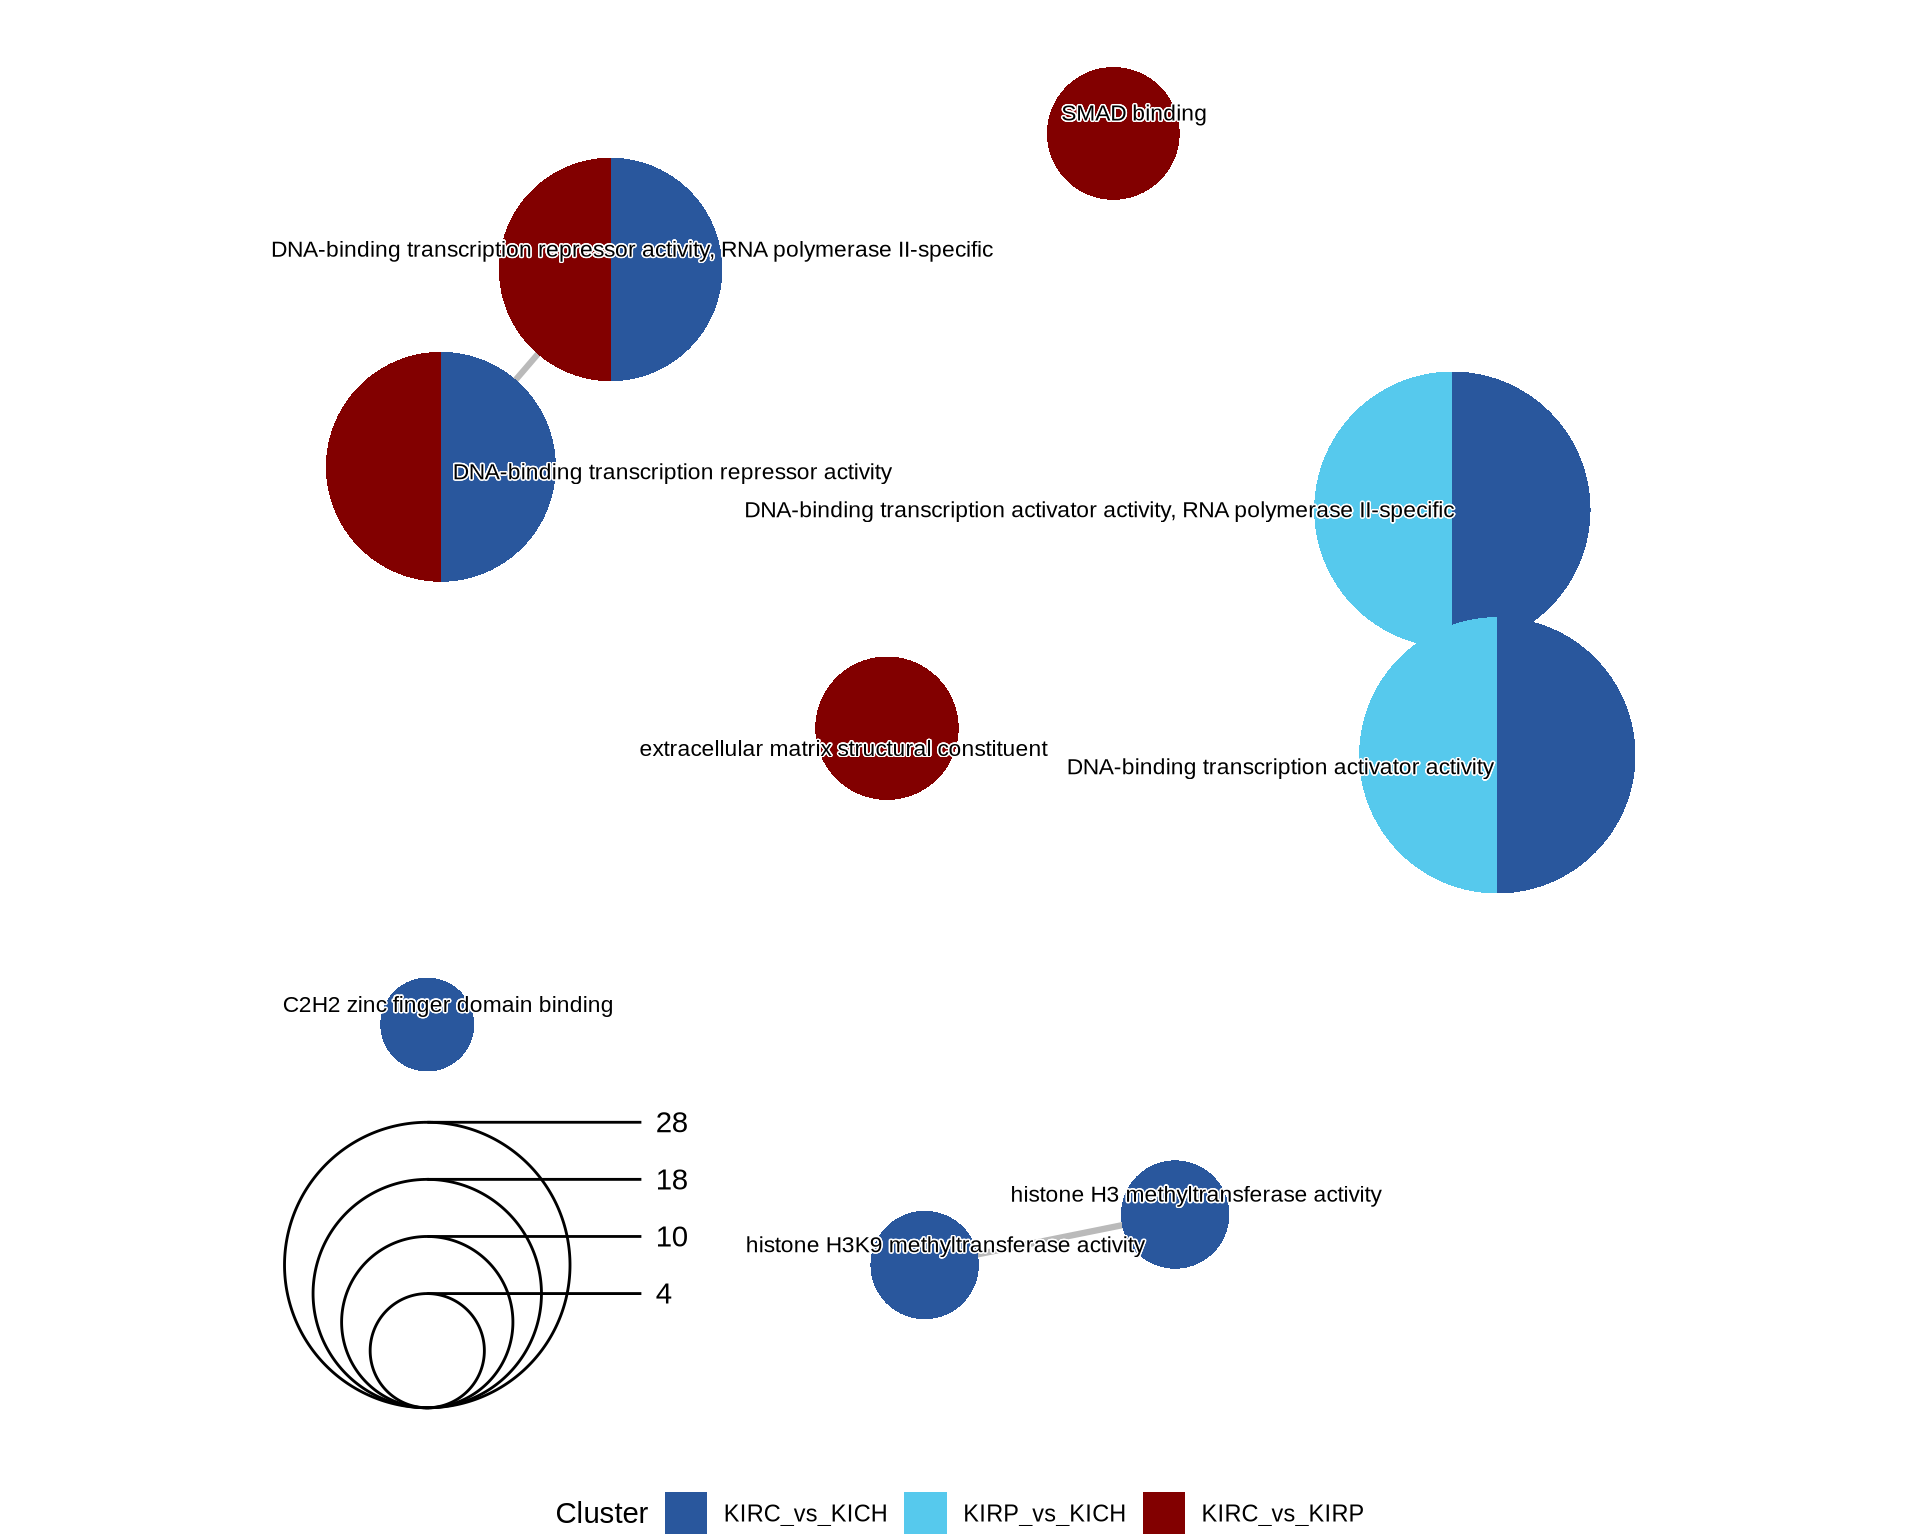 SMAD binding
DNA-binding transcription repressor activity, RNA polymerase II-specific
DNA-binding transcription repressor activity
DNA-binding transcription activator activity, RNA polymerase II-specific
extracellular matrix structural constituent
DNA-binding transcription activator activity
C2H2 zinc finger domain binding
28
18
10
4
histone H3 methyltransferase activity
histone H3K9 methyltransferase activity
Cluster KIRC_vs_KICH KIRP_vs_KICH KIRC_vs_KIRP